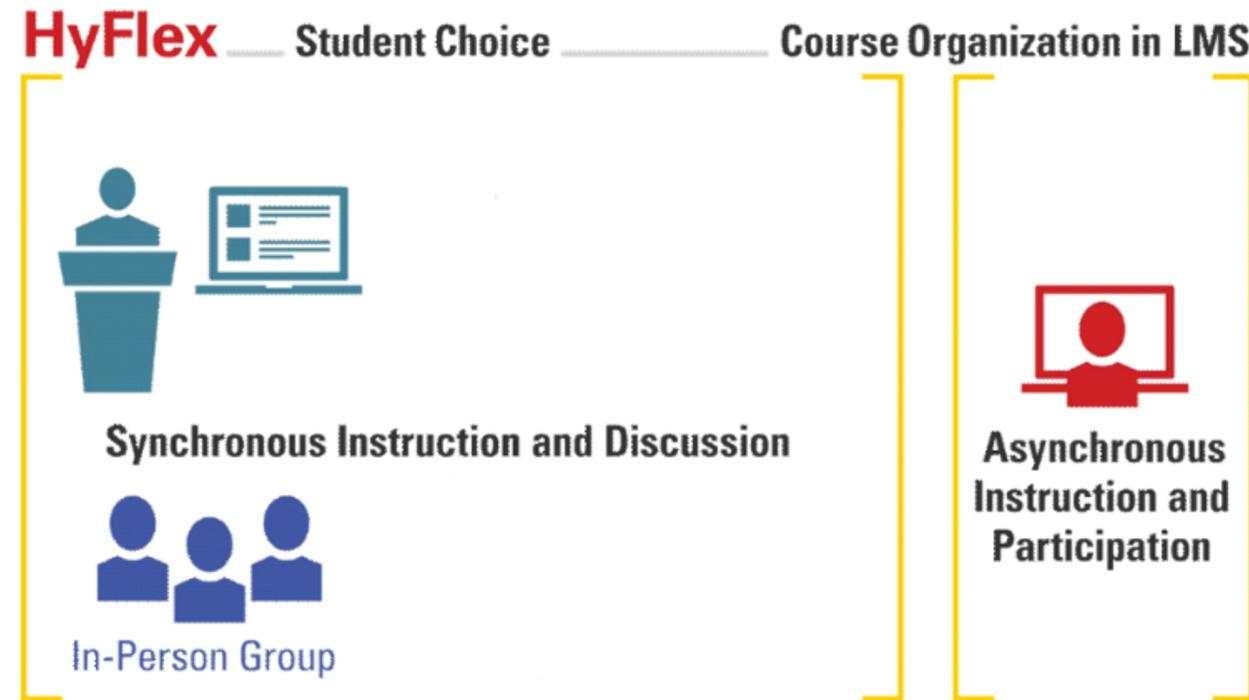 HyFlex Student Choice Course Organization in LMS
Synchronous Instruction and Discussion
In-Person Group
Asynchronous
Instruction and
Participation